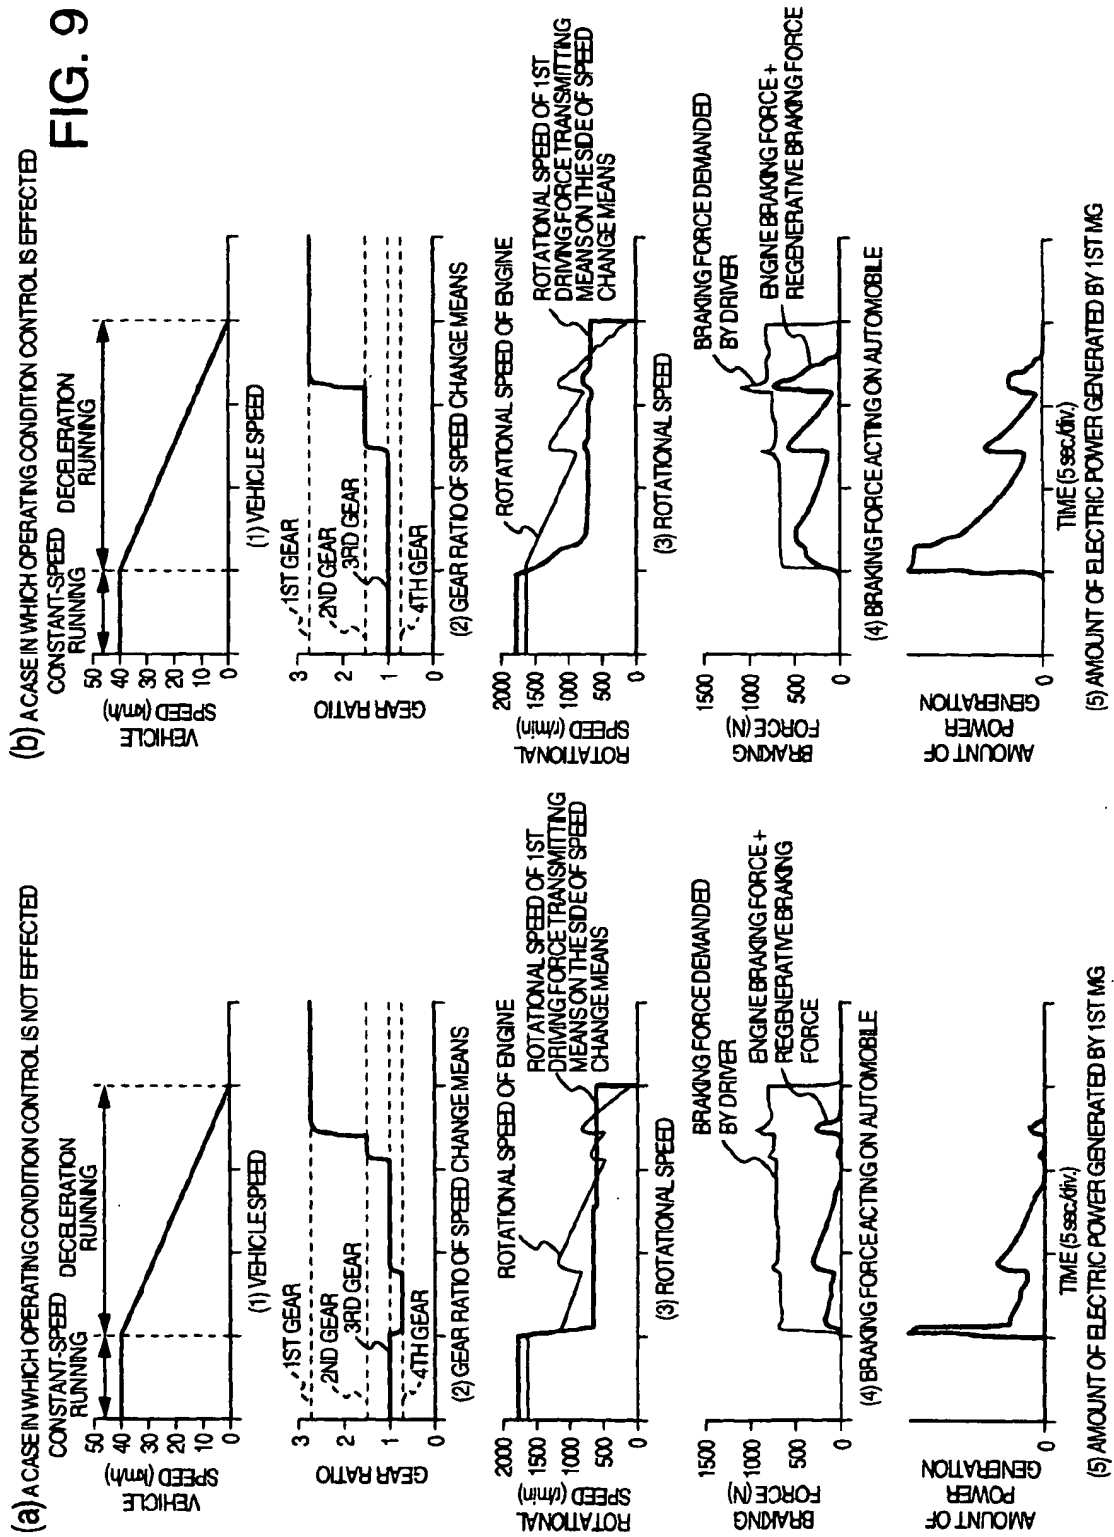 FIG. 9
(a) A CASE IN WHICH OPERATING CONDITION CONTROL IS NOT EFFECTED
CONSTANT-SPEED
RUNNING
DECELERATION
RUNNING
VEHICLE
SPEED (km/h)
50
40
30
20
10
0
(1) VEHICLE SPEED
GEAR RATIO
3
2
1
0
1ST GEAR
2ND GEAR
3RD GEAR
4TH GEAR
(2) GEAR RATIO OF SPEED CHANGE MEANS
ROTATIONAL
SPEED (r/min)
2000
1500
1000
500
0
ROTATIONAL SPEED OF ENGINE
ROTATIONAL SPEED OF 1ST
DRIVING FORCE TRANSMITTING
MEANS ON THE SIDE OF SPEED
CHANGE MEANS
(3) ROTATIONAL SPEED
BRAKING
FORCE (N)
1500
1000
500
0
BRAKING FORCE DEMANDED
BY DRIVER
ENGINE BRAKING FORCE +
REGENERATIVE BRAKING
FORCE
(4) BRAKING FORCE ACTING ON AUTOMOBILE
AMOUNT OF
POWER
GENERATION
0
TIME (5 sec./div.)
(5) AMOUNT OF ELECTRIC POWER GENERATED BY 1ST MG
(b) A CASE IN WHICH OPERATING CONDITION CONTROL IS EFFECTED
CONSTANT-SPEED
RUNNING
DECELERATION
RUNNING
VEHICLE
SPEED (km/h)
50
40
30
20
10
0
(1) VEHICLE SPEED
GEAR RATIO
3
2
1
0
1ST GEAR
2ND GEAR
3RD GEAR
4TH GEAR
(2) GEAR RATIO OF SPEED CHANGE MEANS
ROTATIONAL
SPEED (r/min)
2000
1500
1000
500
0
ROTATIONAL SPEED OF ENGINE
ROTATIONAL SPEED OF 1ST
DRIVING FORCE TRANSMITTING
MEANS ON THE SIDE OF SPEED
CHANGE MEANS
(3) ROTATIONAL SPEED
BRAKING
FORCE (N)
1500
1000
500
0
BRAKING FORCE DEMANDED
BY DRIVER
ENGINE BRAKING FORCE +
REGENERATIVE BRAKING FORCE
(4) BRAKING FORCE ACTING ON AUTOMOBILE
AMOUNT OF
POWER
GENERATION
0
TIME (5 sec./div.)
(5) AMOUNT OF ELECTRIC POWER GENERATED BY 1ST MG